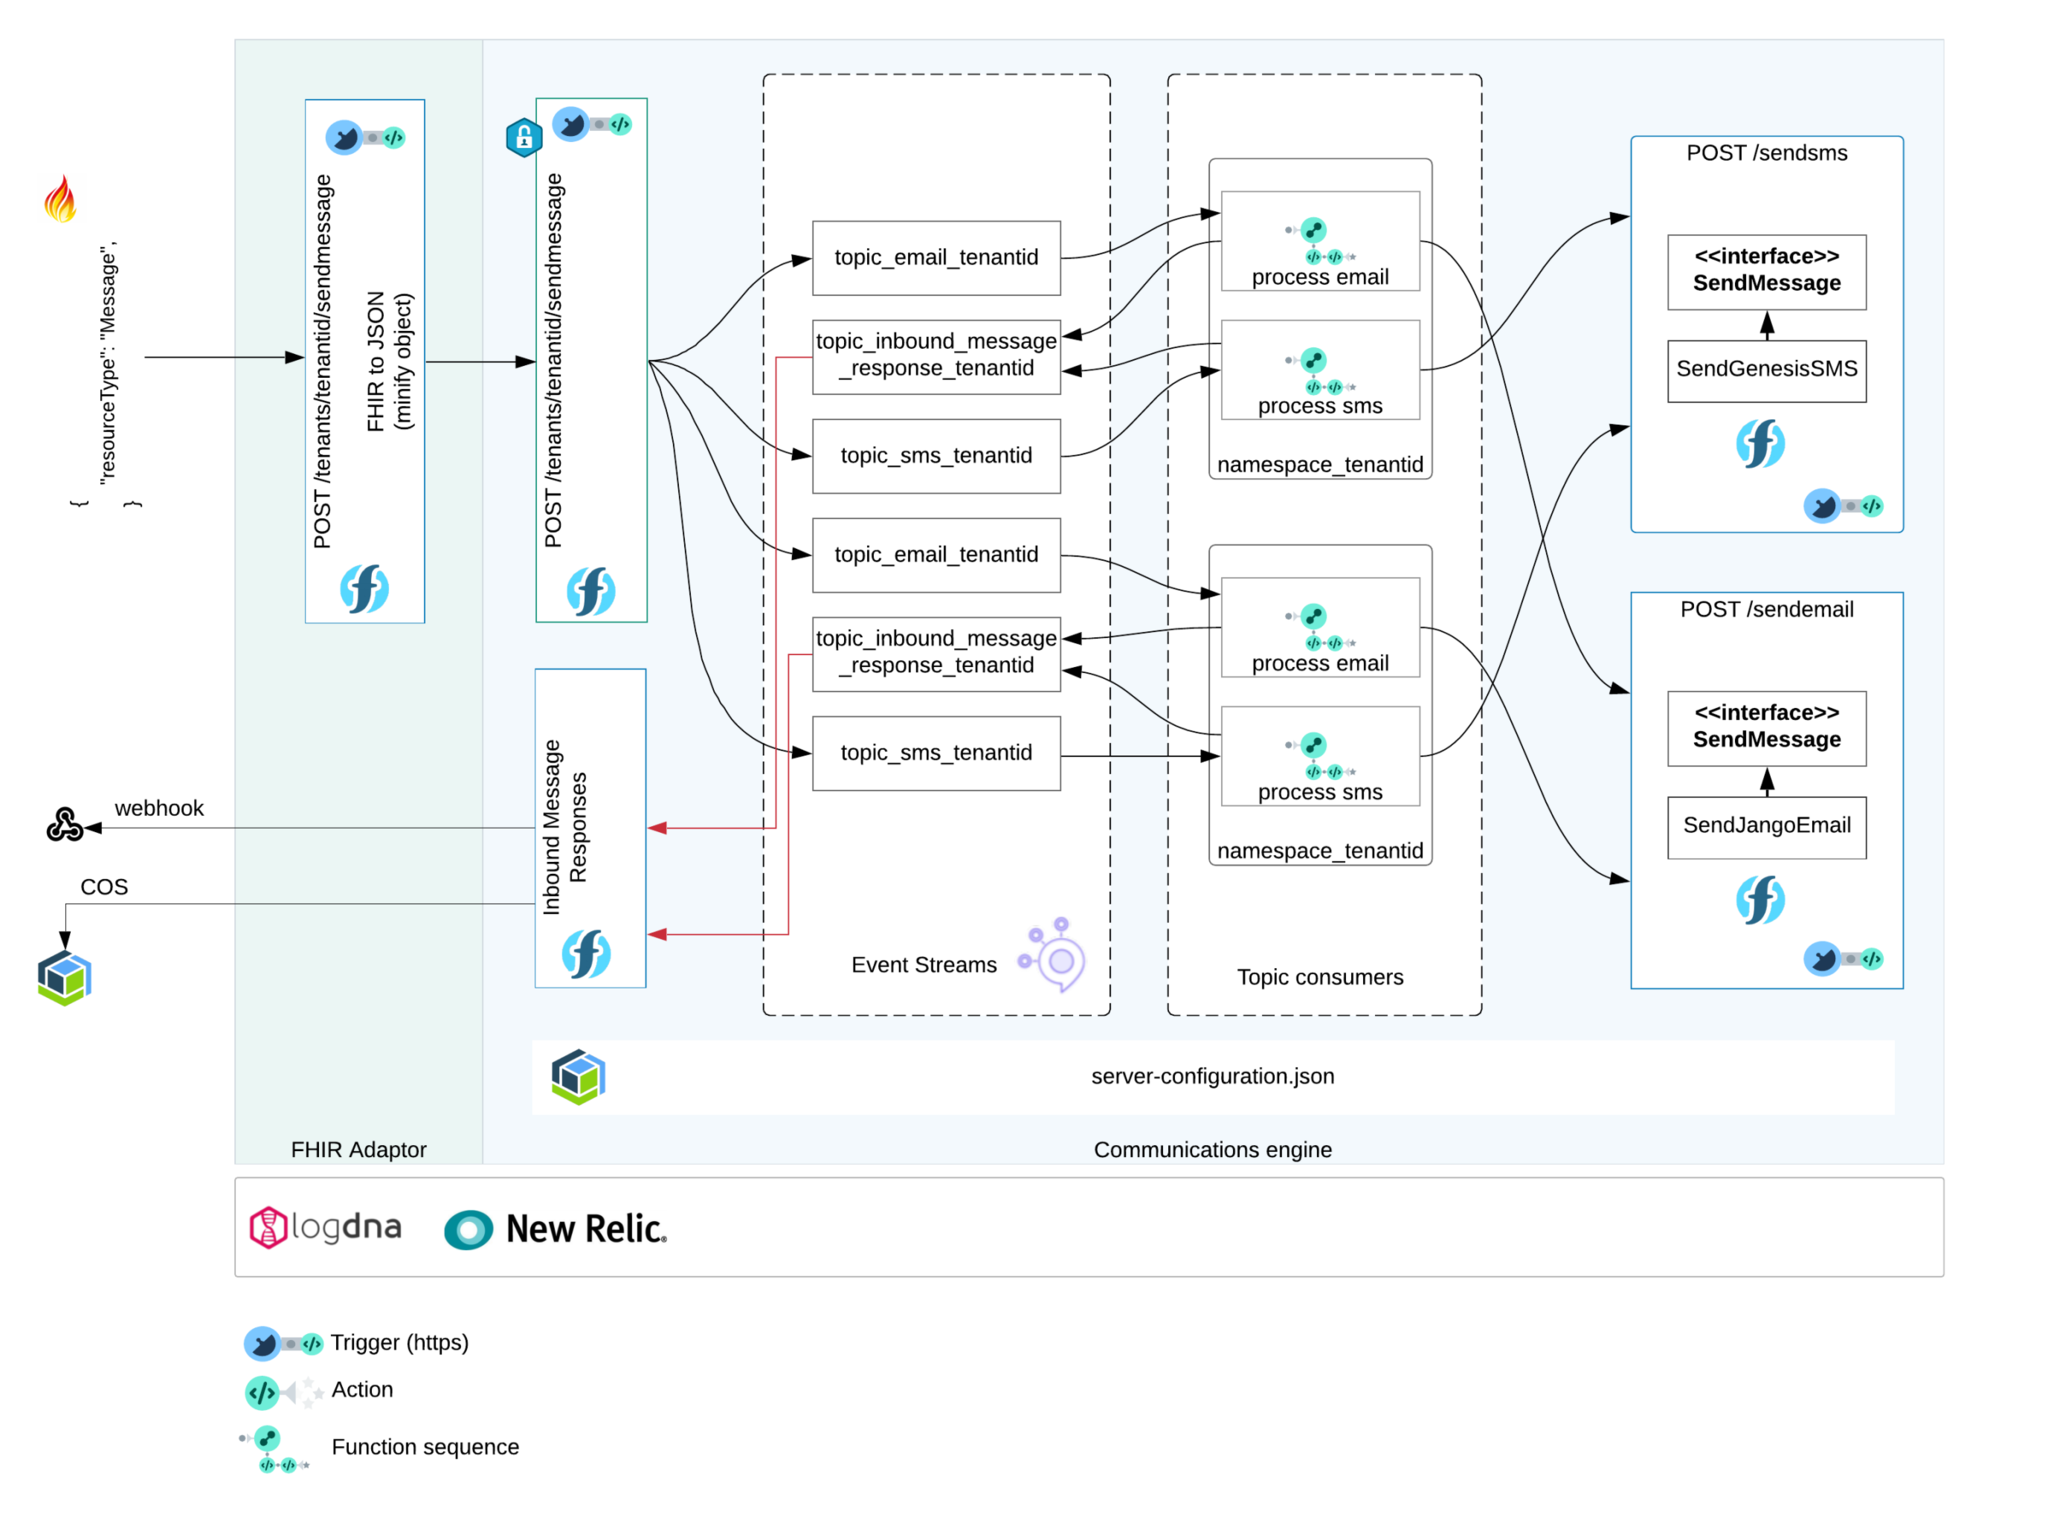 {
"resourceType": "Message",
}
POST /tenants/tenantid/sendmessage
FHIR to JSON
(minify object)
POST /tenants/tenantid/sendmessage
topic_email_tenantid
topic_inbound_message
_response_tenantid
topic_sms_tenantid
topic_email_tenantid
topic_inbound_message
_response_tenantid
topic_sms_tenantid
Event Streams
process email
process sms
namespace_tenantid
process email
process sms
namespace_tenantid
Topic consumers
POST /sendsms
<<interface>>
SendMessage
SendGenesisSMS
POST /sendemail
<<interface>>
SendMessage
SendJangoEmail
Inbound Message
Responses
webhook
COS
server-configuration.json
FHIR Adaptor
Communications engine
logdna
New Relic®
Trigger (https)
Action
Function sequence